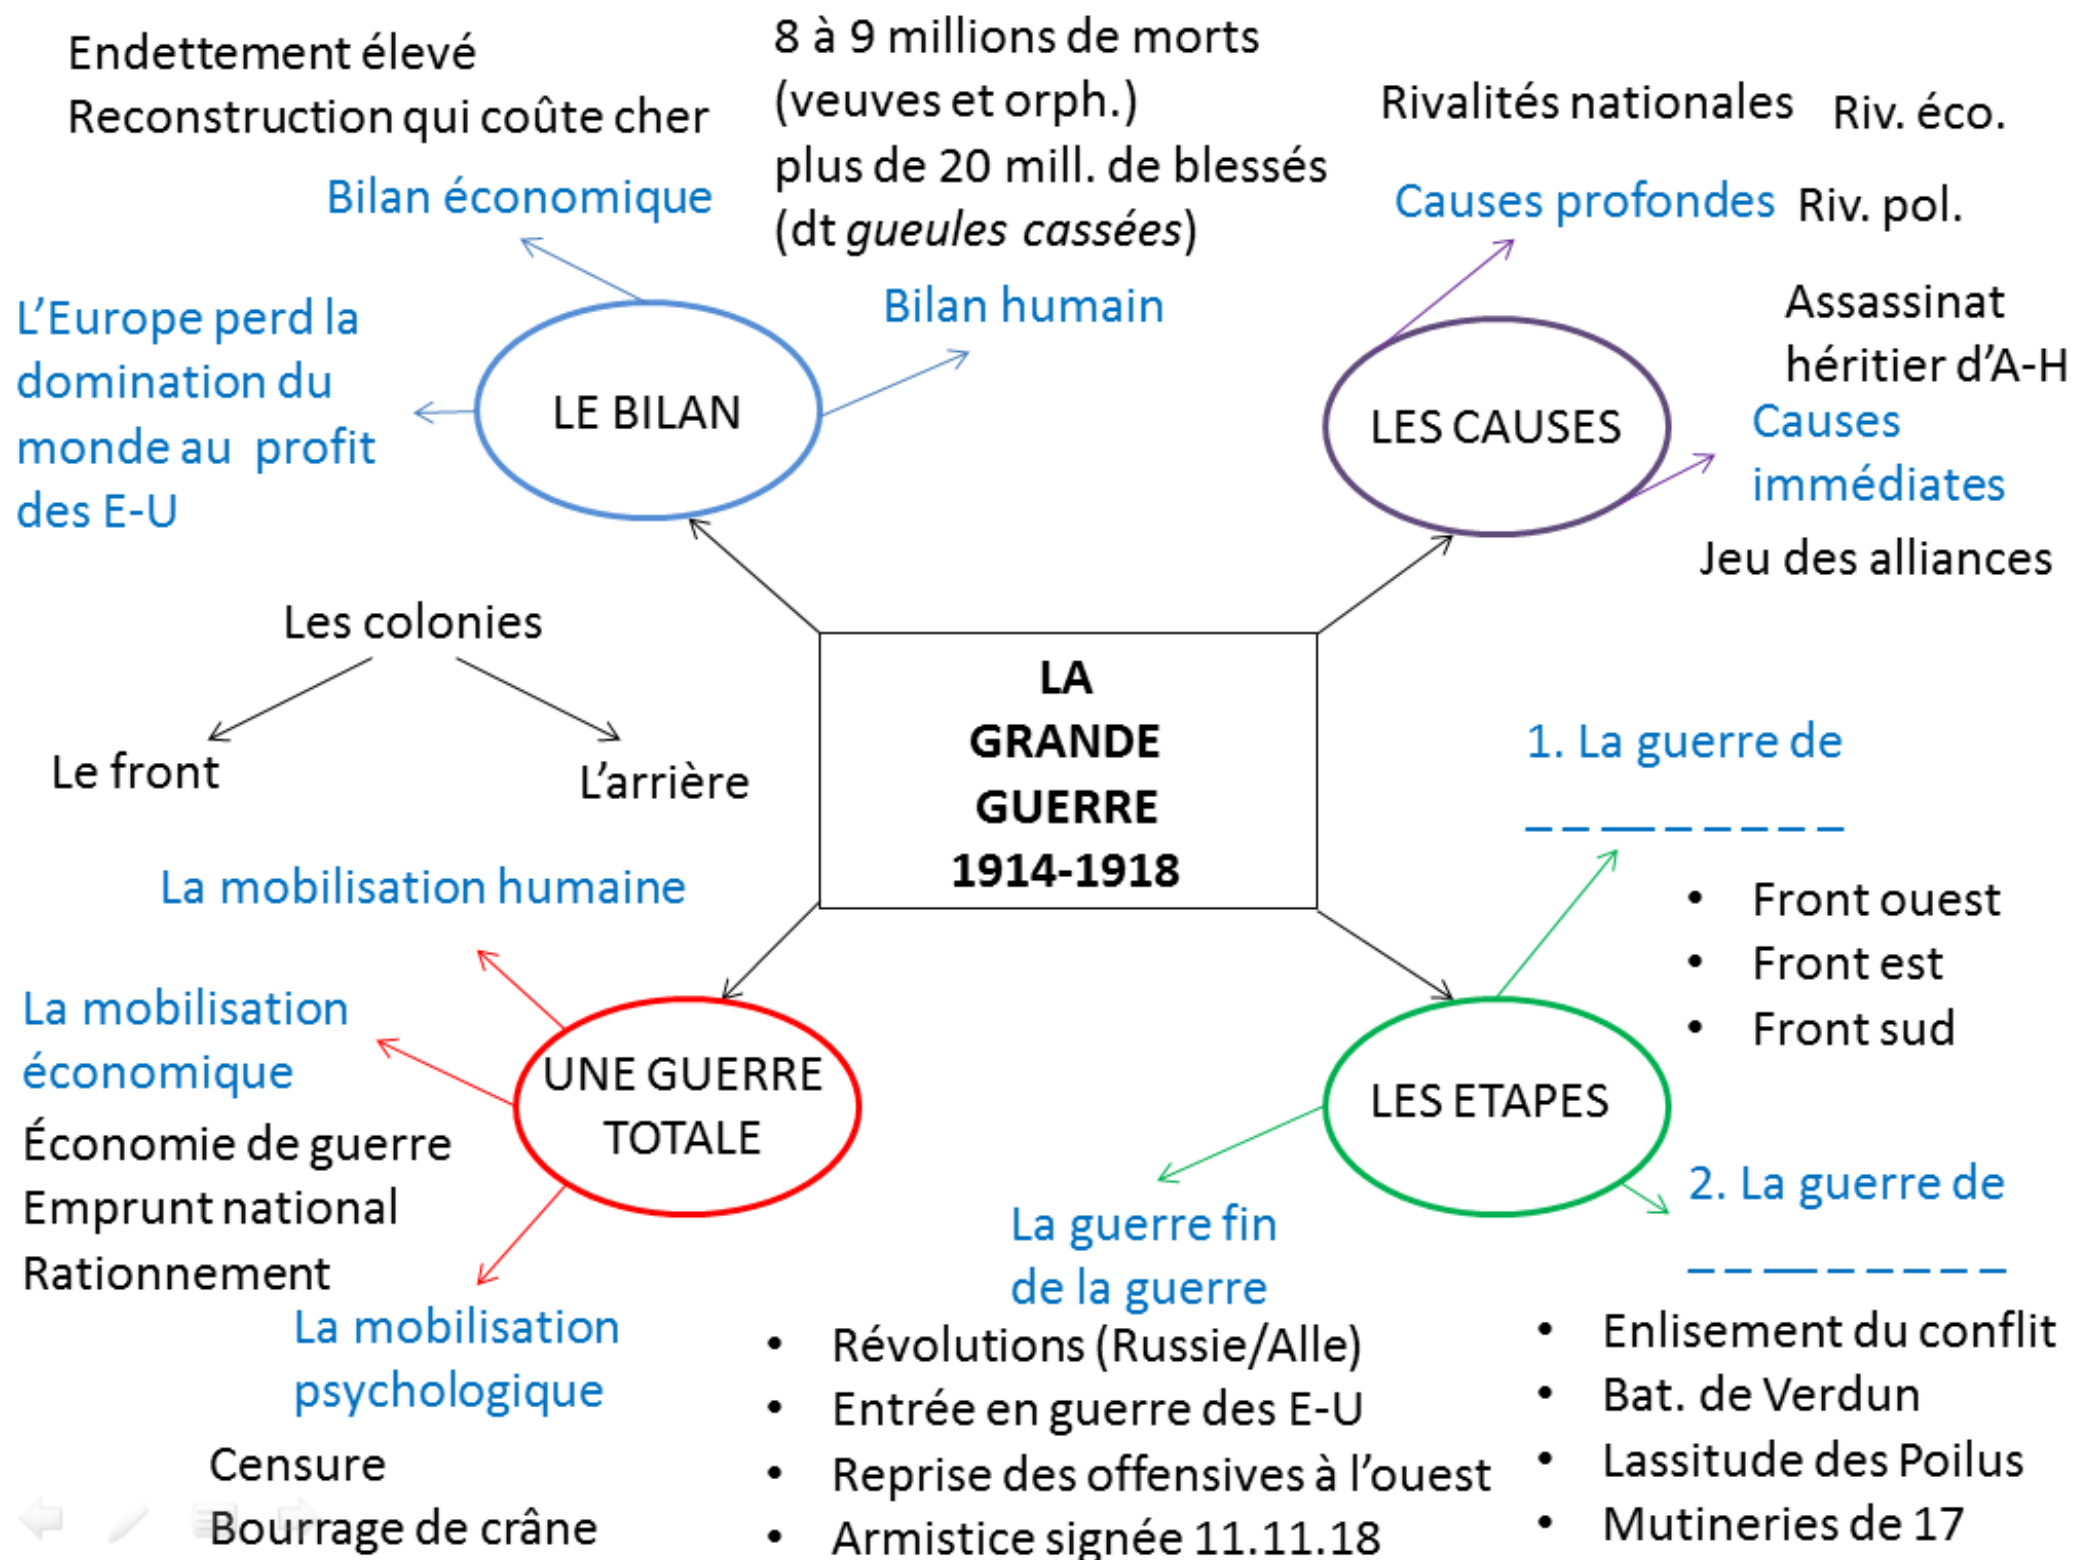 Endettement élevé
Reconstruction qui coûte cher
Bilan économique
8 à 9 millions de morts
(veuves et orph.)
plus de 20 mill. de blessés
(dt gueules cassées)
Bilan humain
L’Europe perd la
domination du
monde au profit
des E-U
LE BILAN
Rivalités nationales
Riv. éco.
Causes profondes
Riv. pol.
Assassinat
héritier d’A-H
Causes
immédiates
Jeu des alliances
LES CAUSES
Les colonies
Le front
L’arrière
LA
GRANDE
GUERRE
1914-1918
La mobilisation humaine
La mobilisation
économique
Économie de guerre
Emprunt national
Rationnement
UNE GUERRE
TOTALE
La mobilisation
psychologique
Censure
Bourrage de crâne
1. La guerre de
_ _ _ _ _ _ _ _ _
• Front ouest
• Front est
• Front sud
LES ETAPES
2. La guerre de
_ _ _ _ _ _ _ _ _
• Enlisement du conflit
• Bat. de Verdun
• Lassitude des Poilus
• Mutineries de 17
La guerre fin
de la guerre
• Révolutions (Russie/Alle)
• Entrée en guerre des E-U
• Reprise des offensives à l’ouest
• Armistice signée 11.11.18